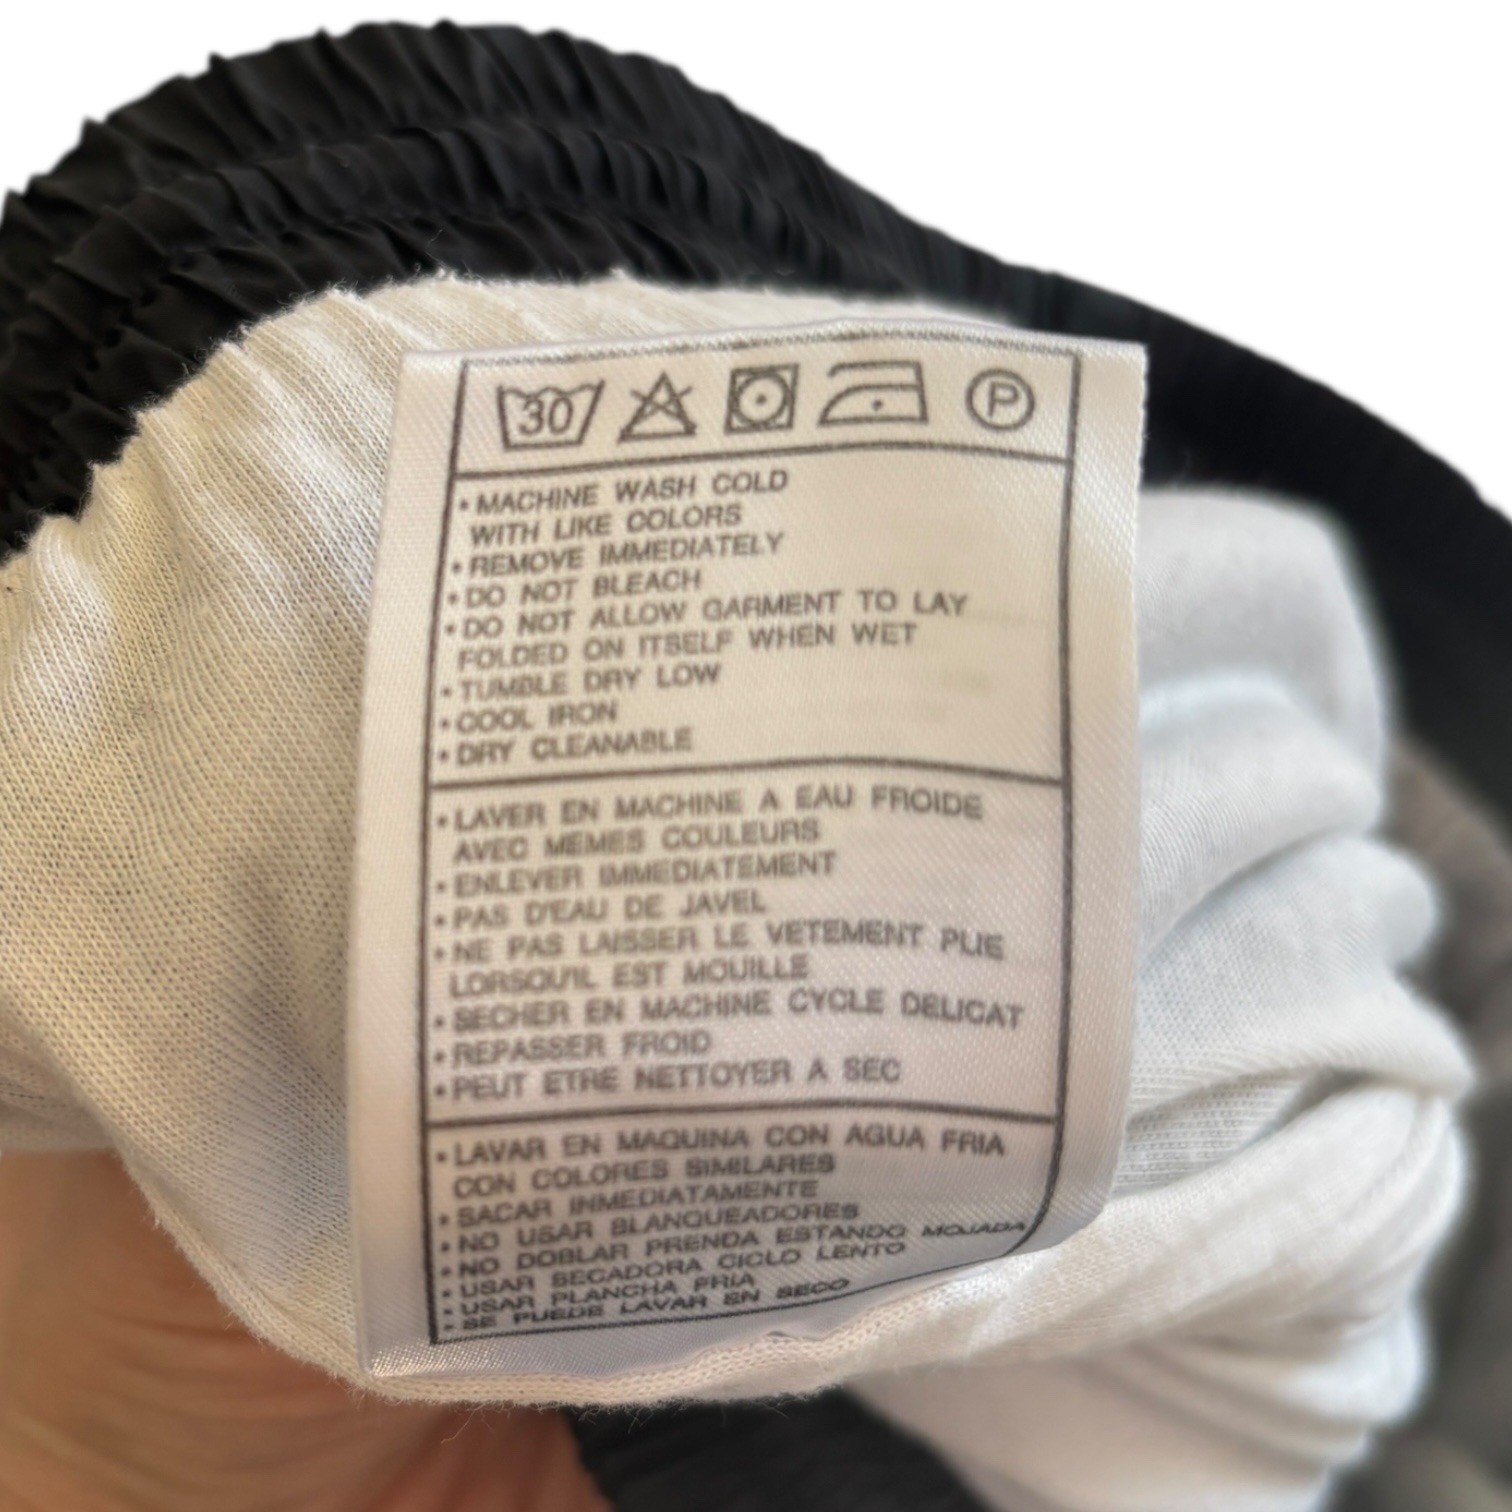 30 P
• MACHINE WASH COLD
WITH LIKE COLORS
• REMOVE IMMEDIATELY
• DO NOT BLEACH
• DO NOT ALLOW GARMENT TO LAY
FOLDED ON ITSELF WHEN WET
• TUMBLE DRY LOW
• COOL IRON
• DRY CLEANABLE
• LAVER EN MACHINE A EAU FROIDE
AVEC MEMES COULEURS
• ENLEVER IMMEDIATEMENT
• PAS D'EAU DE JAVEL
• NE PAS LAISSER LE VETEMENT PLIE
LORSQU'IL EST MOUILLE
• SECHER EN MACHINE CYCLE DELICAT
• REPASSER FROID
• PEUT ETRE NETTOYER A SEC
• LAVAR EN MAQUINA CON AGUA FRIA
CON COLORES SIMILARES
• SACAR INMEDIATAMENTE
• NO USAR BLANQUEADORES
• NO DOBLAR PRENDA ESTANDO MOJADA
• USAR SECADORA CICLO LENTO
• USAR PLANCHA FRIA
• SE PUEDE LAVAR EN SECO